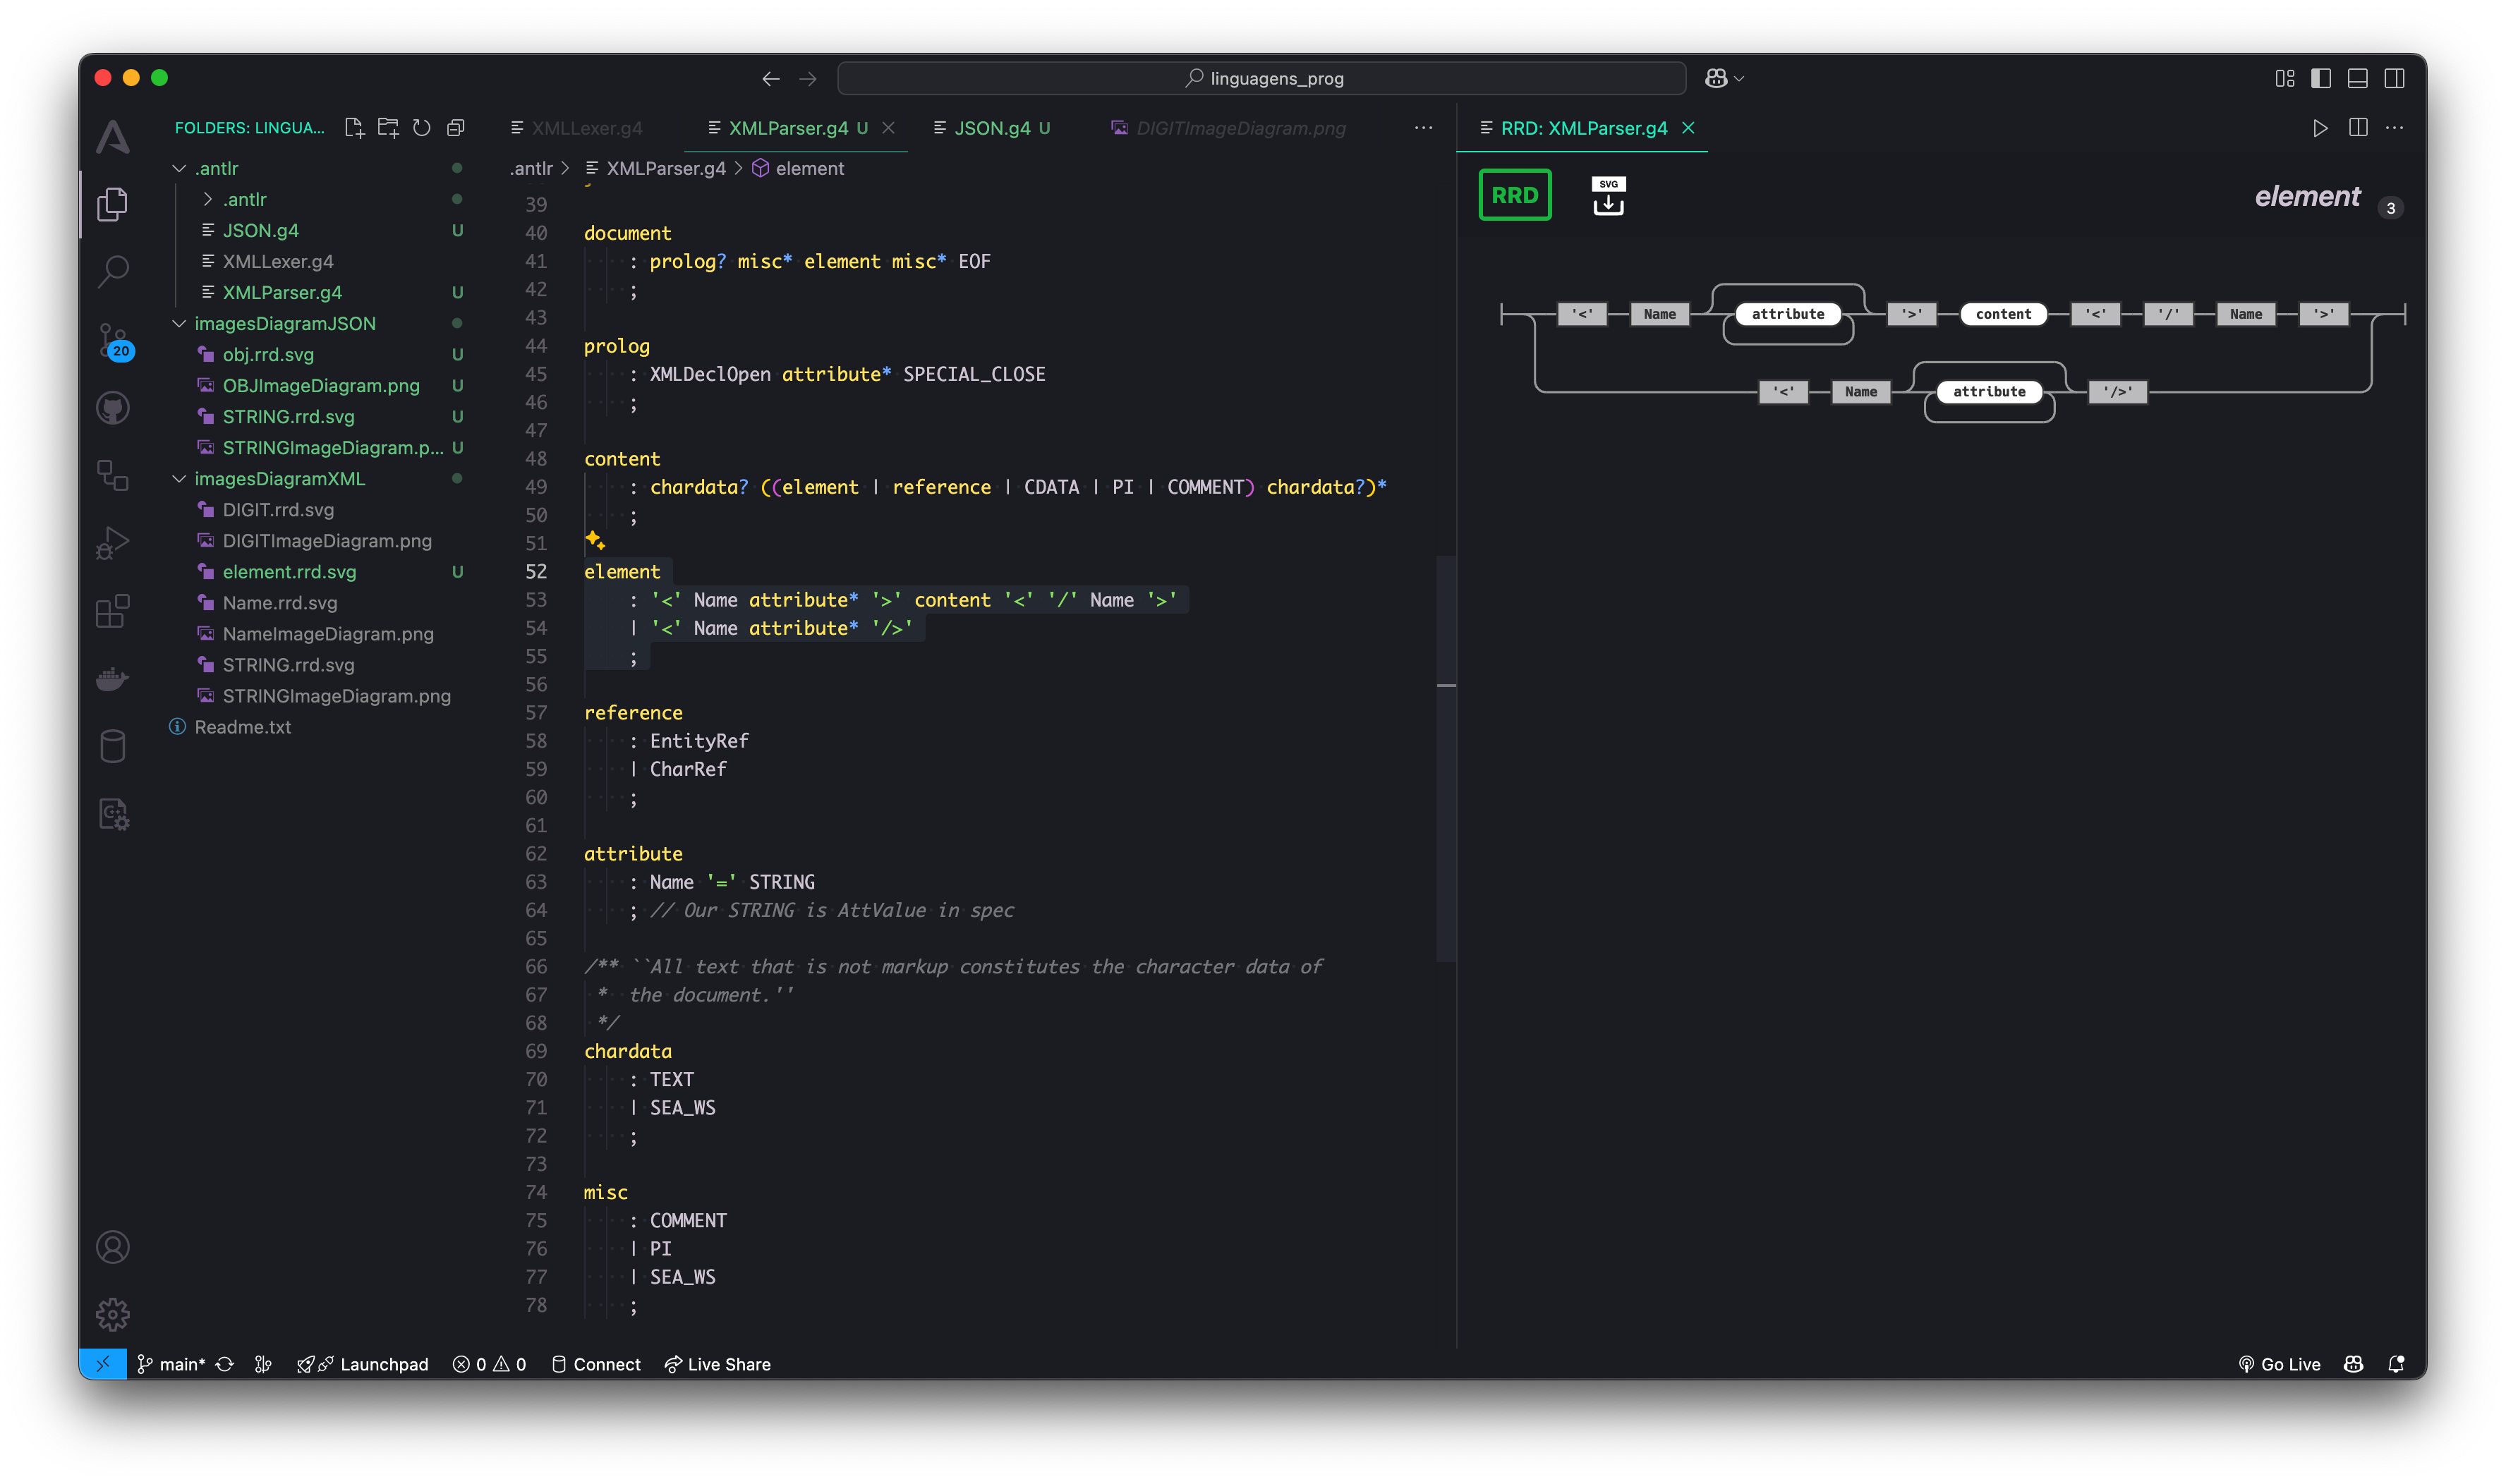 linguagens_prog
FOLDERS: LINGUA...
.antlr
.antlr
JSON.g4 U
XMLLexer.g4
XMLParser.g4 U
imagesDiagramJSON
obj.rrd.svg U
OBJImageDiagram.png U
STRING.rrd.svg U
STRINGImageDiagram.p... U
imagesDiagramXML
DIGIT.rrd.svg
DIGITImageDiagram.png
element.rrd.svg U
Name.rrd.svg
NameImageDiagram.png
STRING.rrd.svg
STRINGImageDiagram.png
Readme.txt
20
XMLLexer.g4
XMLParser.g4 U
JSON.g4 U
DIGITImageDiagram.png
.antlr > XMLParser.g4 > element
39
40 document
41 : prolog? misc* element misc* EOF
42 ;
43
44 prolog
45 : XMLDeclOpen attribute* SPECIAL_CLOSE
46 ;
47
48 content
49 : chardata? ((element | reference | CDATA | PI | COMMENT) chardata?)*
50 ;
51
52 element
53 : '<' Name attribute* '>' content '<' '/' Name '>'
54 | '<' Name attribute* '/>'
55 ;
56
57 reference
58 : EntityRef
59 | CharRef
60 ;
61
62 attribute
63 : Name '=' STRING
64 ; // Our STRING is AttValue in spec
65
66 /** ``All text that is not markup constitutes the character data of
67 * the document.''
68 */
69 chardata
70 : TEXT
71 | SEA_WS
72 ;
73
74 misc
75 : COMMENT
76 | PI
77 | SEA_WS
78 ;
RRD: XMLParser.g4
RRD
SVG
element 3
'<' Name attribute '>' content '<' '/' Name '>'
'<' Name attribute '/>'
main* Launchpad 0 0 Connect Live Share
Go Live